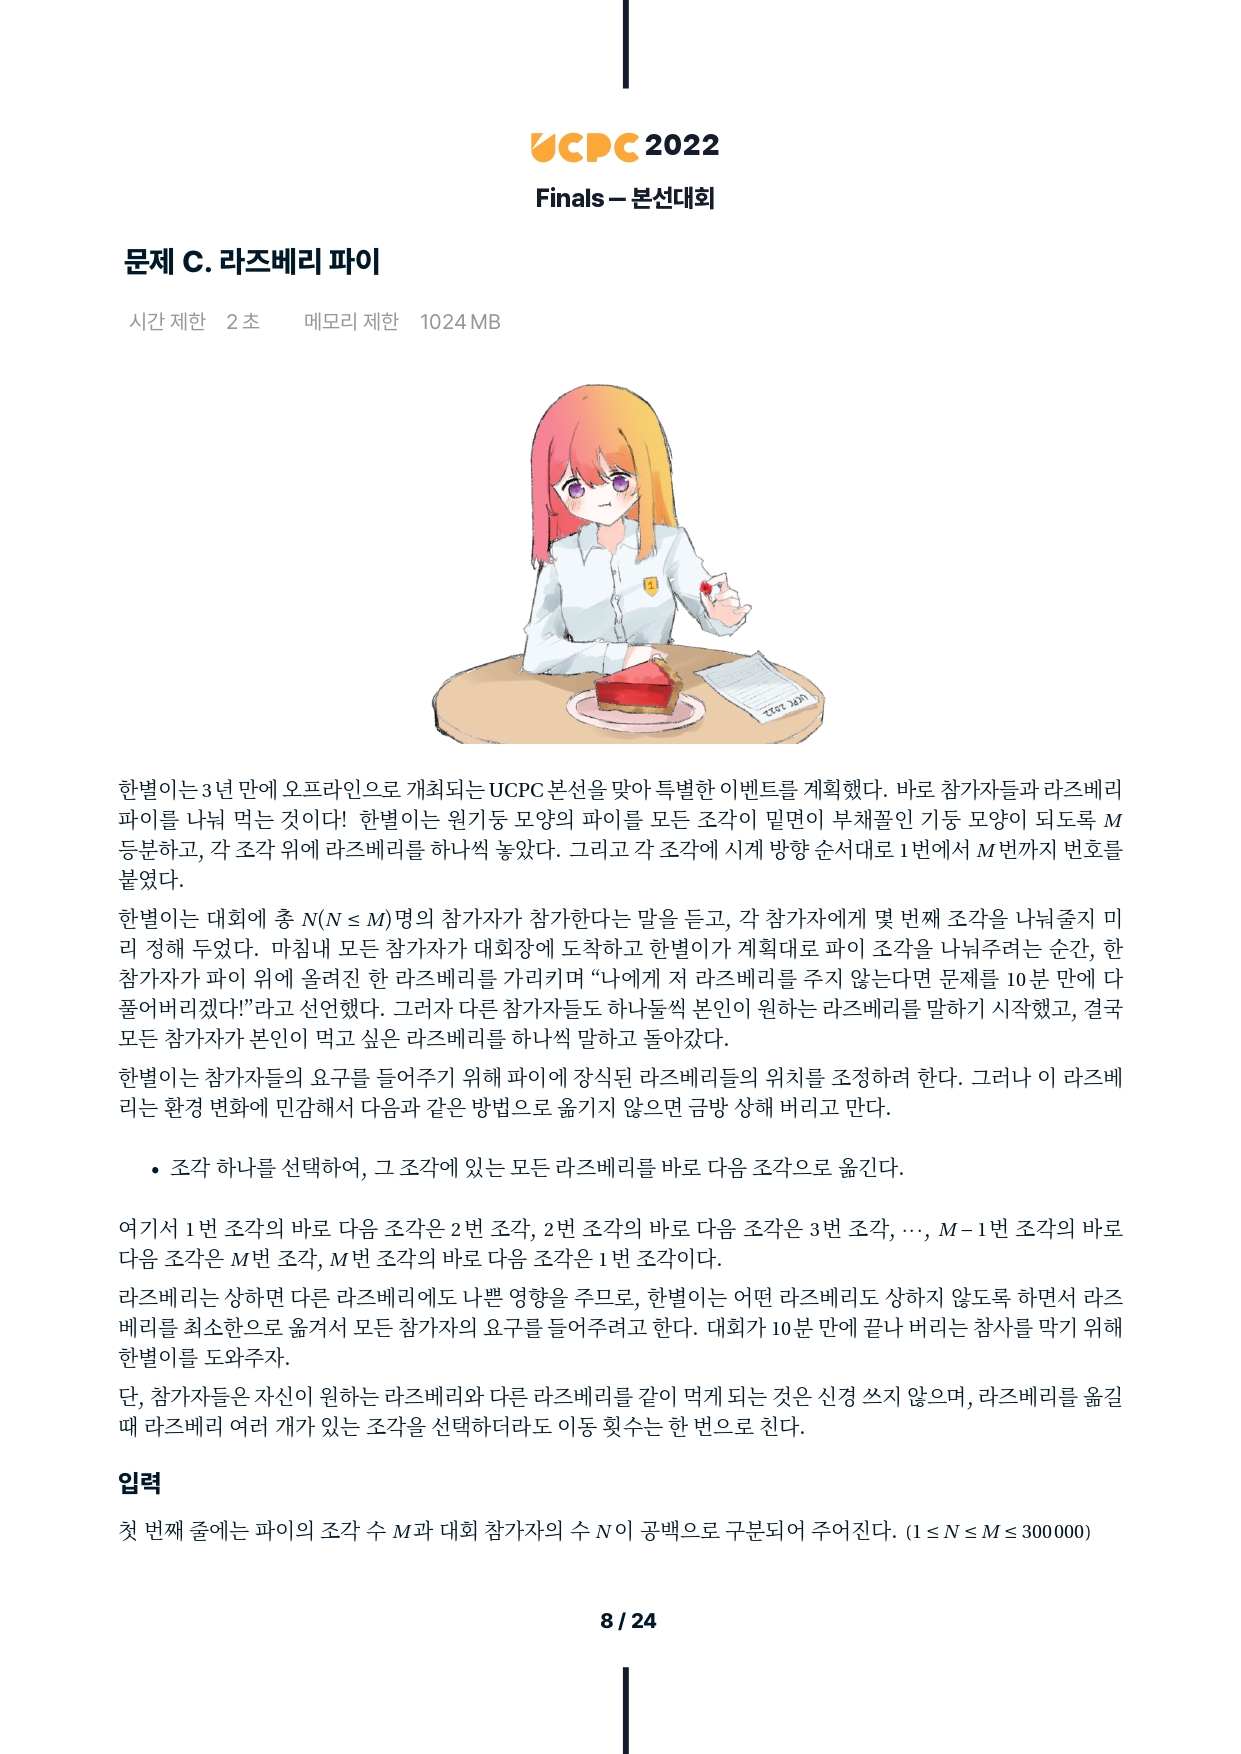 UCPC 2022
Finals — 본선대회
문제 C. 라즈베리 파이
시간 제한 2 초 메모리 제한 1024 MB
1
UCPC 2022
한별이는 3년 만에 오프라인으로 개최되는 UCPC 본선을 맞아 특별한 이벤트를 계획했다. 바로 참가자들과 라즈베리
파이를 나눠 먹는 것이다! 한별이는 원기둥 모양의 파이를 모든 조각이 밑면이 부채꼴인 기둥 모양이 되도록 M
등분하고, 각 조각 위에 라즈베리를 하나씩 놓았다. 그리고 각 조각에 시계 방향 순서대로 1번에서 M번까지 번호를
붙였다.
한별이는 대회에 총 N(N ≤ M)명의 참가자가 참가한다는 말을 듣고, 각 참가자에게 몇 번째 조각을 나눠줄지 미
리 정해 두었다. 마침내 모든 참가자가 대회장에 도착하고 한별이가 계획대로 파이 조각을 나눠주려는 순간, 한
참가자가 파이 위에 올려진 한 라즈베리를 가리키며 “나에게 저 라즈베리를 주지 않는다면 문제를 10분 만에 다
풀어버리겠다!”라고 선언했다. 그러자 다른 참가자들도 하나둘씩 본인이 원하는 라즈베리를 말하기 시작했고, 결국
모든 참가자가 본인이 먹고 싶은 라즈베리를 하나씩 말하고 돌아갔다.
한별이는 참가자들의 요구를 들어주기 위해 파이에 장식된 라즈베리들의 위치를 조정하려 한다. 그러나 이 라즈베
리는 환경 변화에 민감해서 다음과 같은 방법으로 옮기지 않으면 금방 상해 버리고 만다.
• 조각 하나를 선택하여, 그 조각에 있는 모든 라즈베리를 바로 다음 조각으로 옮긴다.
여기서 1번 조각의 바로 다음 조각은 2번 조각, 2번 조각의 바로 다음 조각은 3번 조각, ⋯, M − 1번 조각의 바로
다음 조각은 M번 조각, M번 조각의 바로 다음 조각은 1번 조각이다.
라즈베리는 상하면 다른 라즈베리에도 나쁜 영향을 주므로, 한별이는 어떤 라즈베리도 상하지 않도록 하면서 라즈
베리를 최소한으로 옮겨서 모든 참가자의 요구를 들어주려고 한다. 대회가 10분 만에 끝나 버리는 참사를 막기 위해
한별이를 도와주자.
단, 참가자들은 자신이 원하는 라즈베리와 다른 라즈베리를 같이 먹게 되는 것은 신경 쓰지 않으며, 라즈베리를 옮길
때 라즈베리 여러 개가 있는 조각을 선택하더라도 이동 횟수는 한 번으로 친다.
입력
첫 번째 줄에는 파이의 조각 수 M과 대회 참가자의 수 N이 공백으로 구분되어 주어진다. (1 ≤ N ≤ M ≤ 300 000)
8 / 24